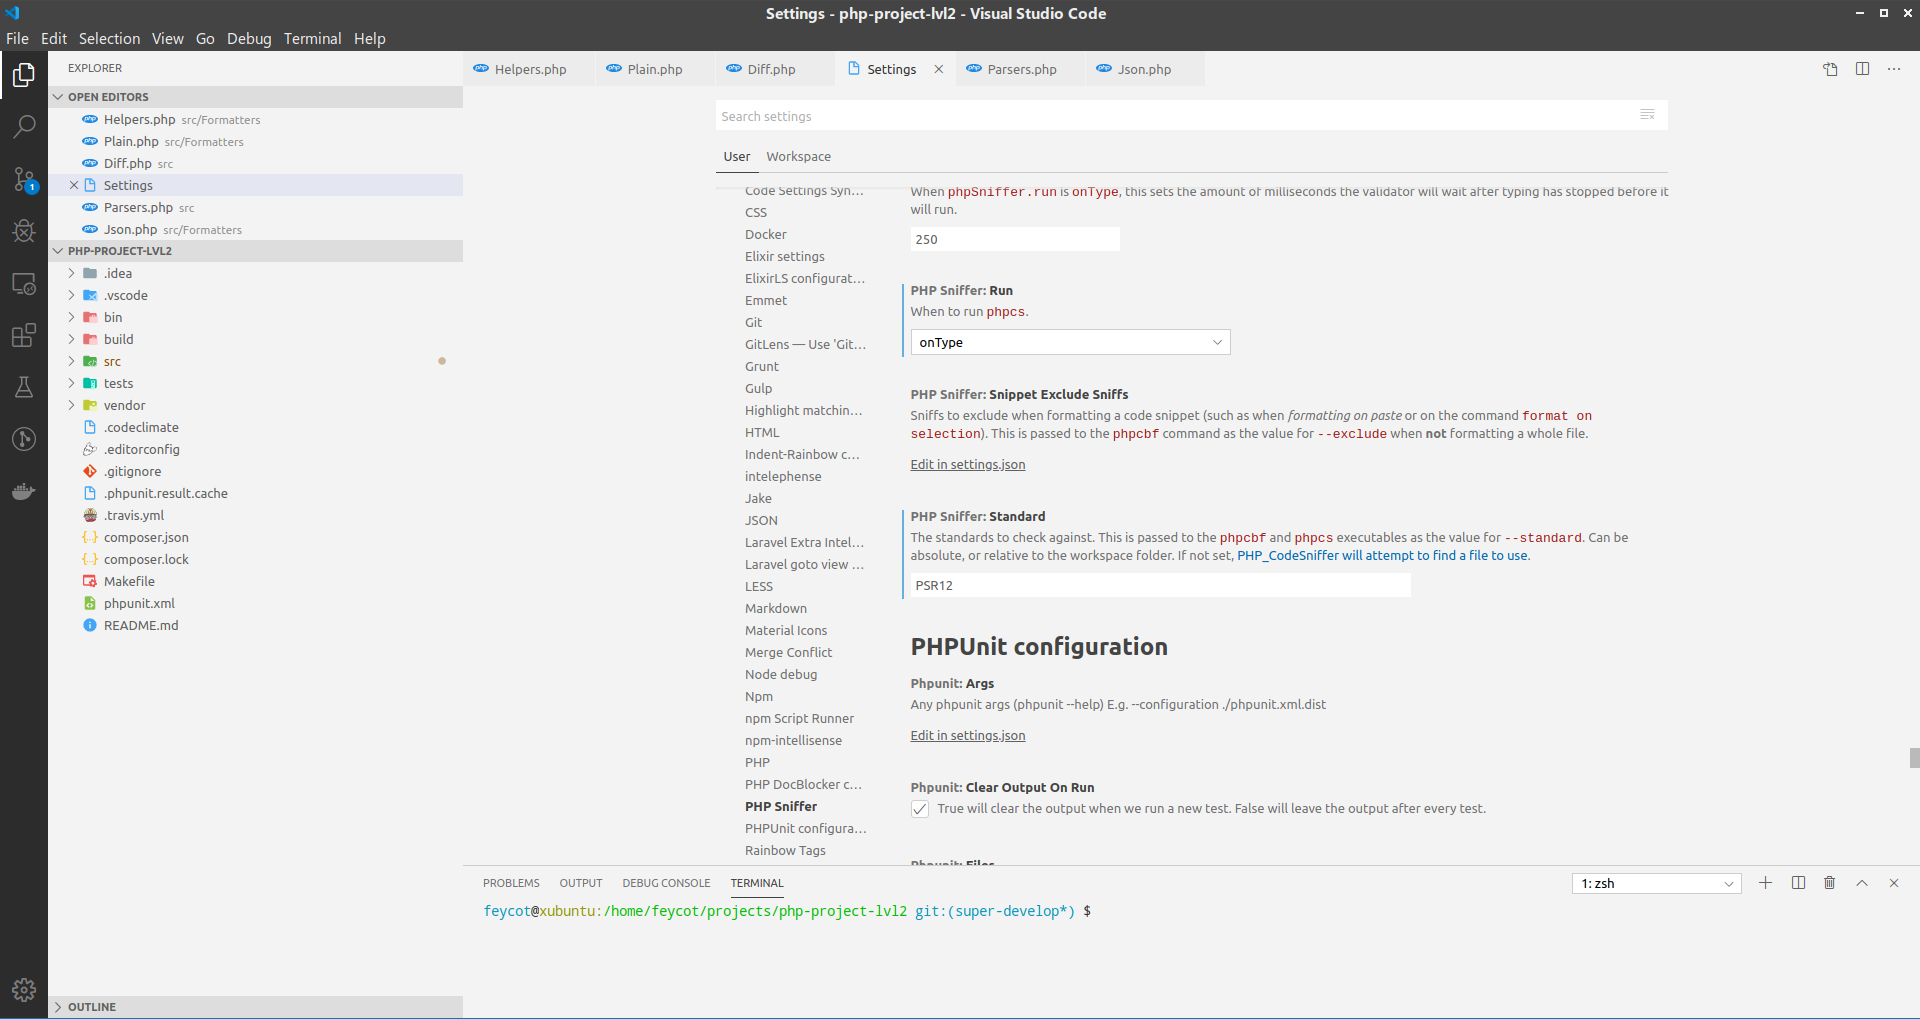 Settings - php-project-lvl2 - Visual Studio Code
File Edit Selection View Go Debug Terminal Help
EXPLORER
OPEN EDITORS
Helpers.php src/Formatters
Plain.php src/Formatters
Diff.php src
Settings
Parsers.php src
Json.php src/Formatters
PHP-PROJECT-LVL2
.idea
.vscode
bin
build
src
tests
vendor
.codeclimate
.editorconfig
.gitignore
.phpunit.result.cache
.travis.yml
composer.json
composer.lock
Makefile
phpunit.xml
README.md
OUTLINE
1
Helpers.php Plain.php Diff.php Settings Parsers.php Json.php
Search settings
User Workspace
Code Settings Syn...
CSS
Docker
Elixir settings
ElixirLS configurat...
Emmet
Git
GitLens — Use 'Git...
Grunt
Gulp
Highlight matchin...
HTML
Indent-Rainbow c...
intelephense
Jake
JSON
Laravel Extra Intel...
Laravel goto view ...
LESS
Markdown
Material Icons
Merge Conflict
Node debug
Npm
npm Script Runner
npm-intellisense
PHP
PHP DocBlocker c...
PHP Sniffer
PHPUnit configura...
Rainbow Tags
When phpSniffer.run is onType, this sets the amount of milliseconds the validator will wait after typing has stopped before it
will run.
250
PHP Sniffer: Run
When to run phpcs.
onType
PHP Sniffer: Snippet Exclude Sniffs
Sniffs to exclude when formatting a code snippet (such as when formatting on paste or on the command format on
selection). This is passed to the phpcbf command as the value for --exclude when not formatting a whole file.
Edit in settings.json
PHP Sniffer: Standard
The standards to check against. This is passed to the phpcbf and phpcs executables as the value for --standard. Can be
absolute, or relative to the workspace folder. If not set, PHP_CodeSniffer will attempt to find a file to use.
PSR12
PHPUnit configuration
Phpunit: Args
Any phpunit args (phpunit --help) E.g. --configuration ./phpunit.xml.dist
Edit in settings.json
Phpunit: Clear Output On Run
True will clear the output when we run a new test. False will leave the output after every test.
Phpunit: Files
PROBLEMS OUTPUT DEBUG CONSOLE TERMINAL
1: zsh
feycot@xubuntu:/home/feycot/projects/php-project-lvl2 git:(super-develop*) $